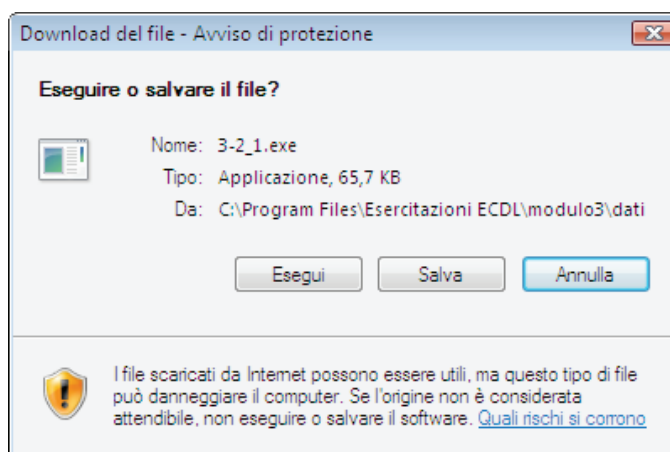 Download del file - Avviso di protezione
Eseguire o salvare il file?
Nome: 3-2_1.exe
Tipo: Applicazione, 65,7 KB
Da: C:\Program Files\Esercitazioni ECDL\modulo3\dati
Esegui Salva Annulla
I file scaricati da Internet possono essere utili, ma questo tipo di file
può danneggiare il computer. Se l'origine non è considerata
attendibile, non eseguire o salvare il software. Quali rischi si corrono